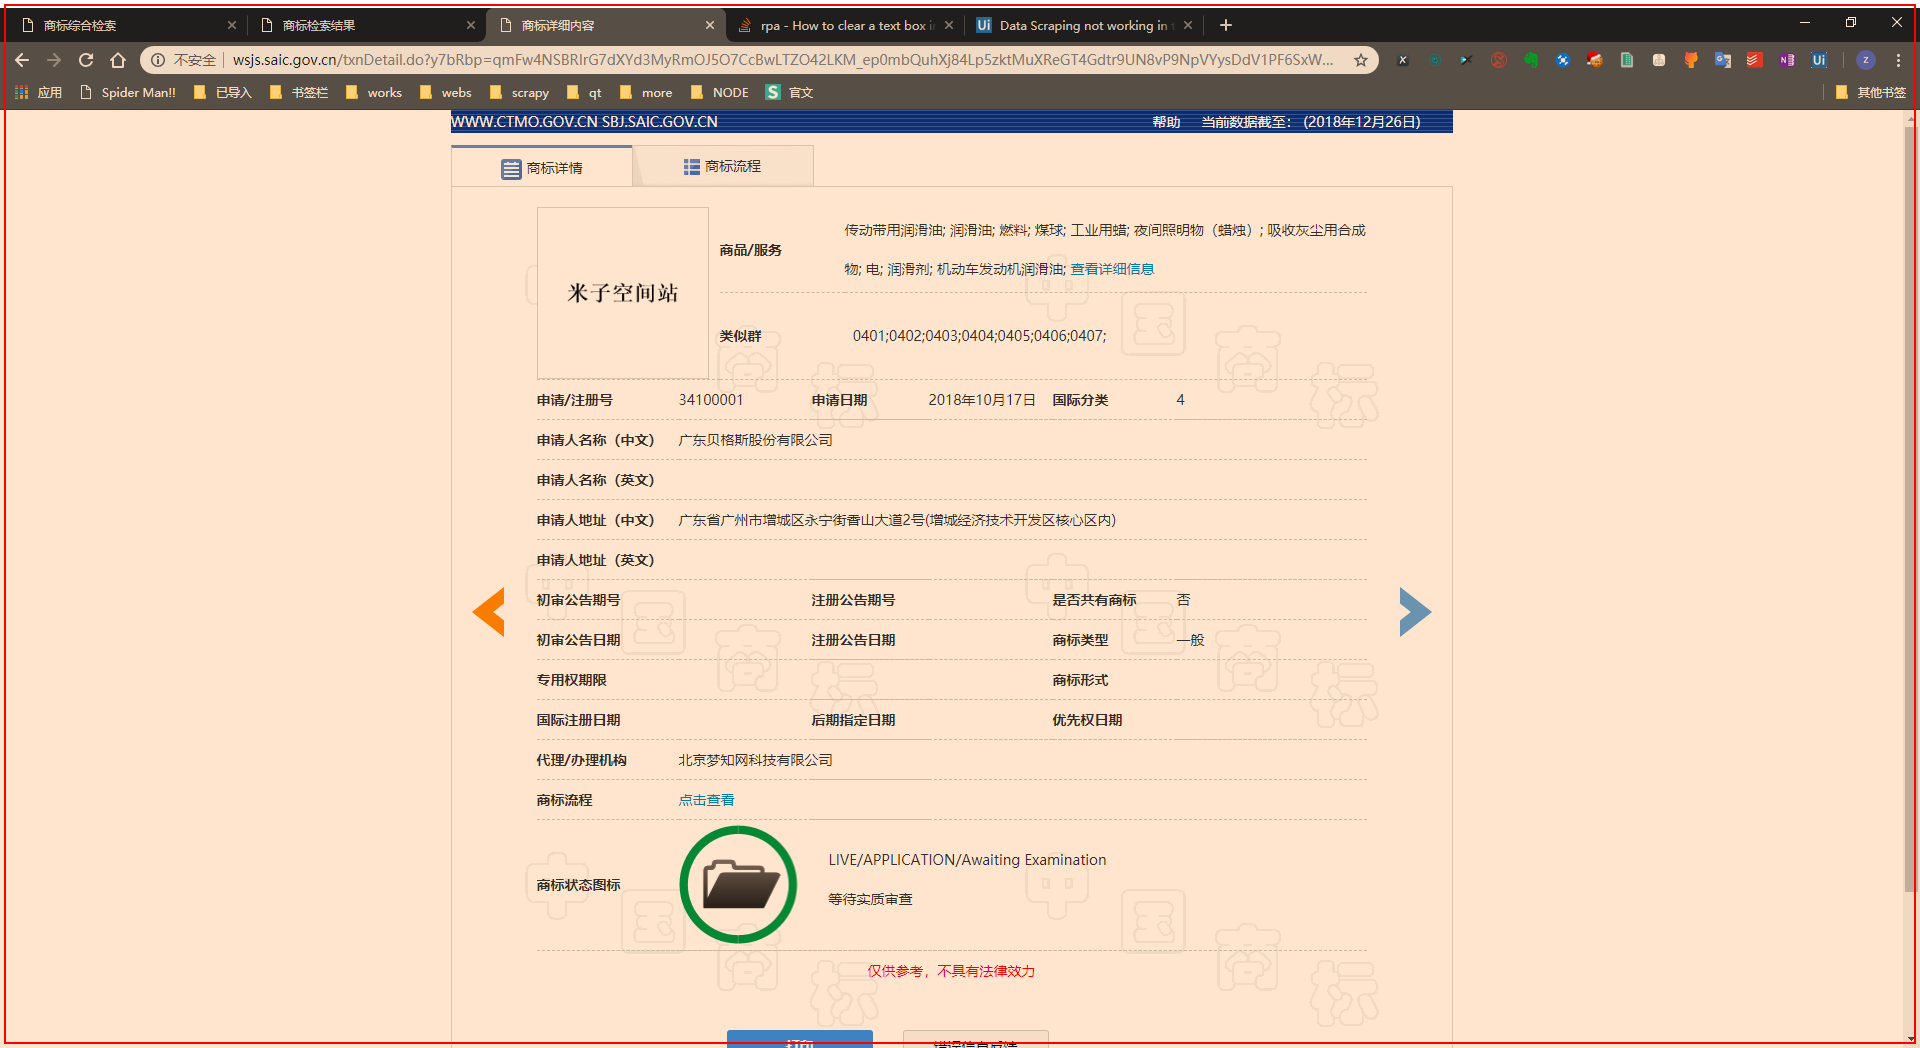 商标综合检索
商标检索结果
商标详细内容
rpa - How to clear a text box i
Data Scraping not working in
不安全
wsjs.saic.gov.cn/txnDetail.do?y7bRbp=qmFw4NSBRIrG7dXYd3MyRmOJ5O7CcBwLTZO42LKM_ep0mbQuhXj84Lp5zktMuXReGT4Gdtr9UN8vP9NpVYysDdV1PF6SxW...
应用
Spider Man!!
已导入
书签栏
works
webs
scrapy
qt
more
NODE
官文
其他书签
WWW.CTMO.GOV.CN SBJ.SAIC.GOV.CN
帮助
当前数据截至： (2018年12月26日)
商标详情
商标流程
米子空间站
商品/服务
传动带用润滑油; 润滑油; 燃料; 煤球; 工业用蜡; 夜间照明物（蜡烛）; 吸收灰尘用合成
物; 电; 润滑剂; 机动车发动机润滑油; 查看详细信息
类似群
0401;0402;0403;0404;0405;0406;0407;
申请/注册号 34100001 申请日期 2018年10月17日 国际分类 4
申请人名称（中文） 广东贝格斯股份有限公司
申请人名称（英文）
申请人地址（中文） 广东省广州市增城区永宁街香山大道2号(增城经济技术开发区核心区内)
申请人地址（英文）
初审公告期号 注册公告期号 是否共有商标 否
初审公告日期 注册公告日期 商标类型 一般
专用权期限 商标形式
国际注册日期 后期指定日期 优先权日期
代理/办理机构 北京梦知网科技有限公司
商标流程 点击查看
商标状态图标
LIVE/APPLICATION/Awaiting Examination
等待实质审查
仅供参考，不具有法律效力